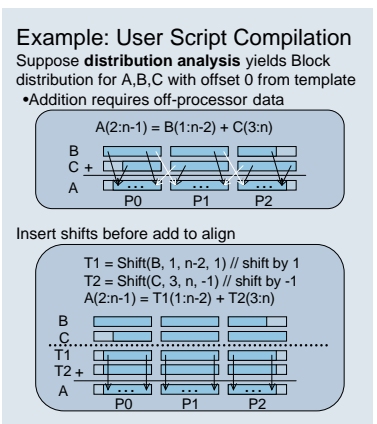 Example: User Script Compilation
Suppose distribution analysis yields Block
distribution for A,B,C with offset 0 from template
•Addition requires off-processor data
A(2:n-1) = B(1:n-2) + C(3:n)
B
C +
A ... ... ...
P0 P1 P2
Insert shifts before add to align
T1 = Shift(B, 1, n-2, 1) // shift by 1
T2 = Shift(C, 3, n, -1) // shift by -1
A(2:n-1) = T1(1:n-2) + T2(3:n)
B
C
T1
T2 +
A ... ... ...
P0 P1 P2